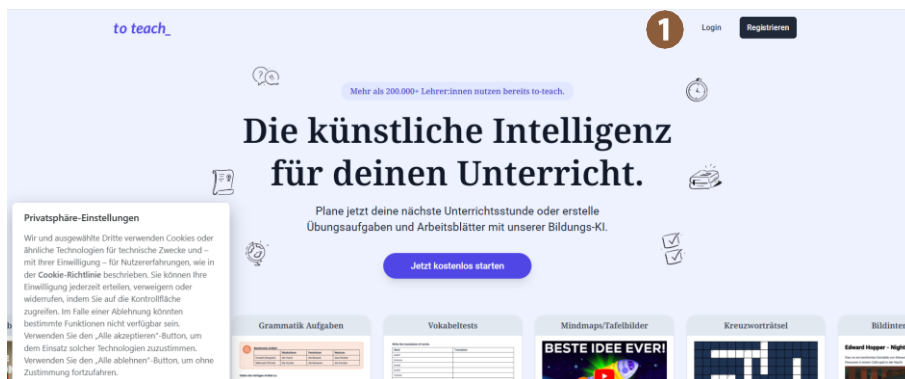 to teach_
1
Login
Registrieren
Mehr als 200.000+ Lehrer:innen nutzen bereits to-teach.
Die künstliche Intelligenz
für deinen Unterricht.
Plane jetzt deine nächste Unterrichtsstunde oder erstelle
Übungsaufgaben und Arbeitsblätter mit unserer Bildungs-KI.
Jetzt kostenlos starten
Privatsphäre-Einstellungen
Wir und ausgewählte Dritte verwenden Cookies oder
ähnliche Technologien für technische Zwecke und –
mit Ihrer Einwilligung – für Nutzererfahrungen, wie in
der Cookie-Richtlinie beschrieben. Sie können Ihre
Einwilligung jederzeit erteilen, verweigern oder
widerrufen, indem Sie auf die Kontrollfläche
zugreifen. Im Falle einer Ablehnung könnten
bestimmte Funktionen nicht verfügbar sein.
Verwenden Sie den „Alle akzeptieren“-Button, um
dem Einsatz solcher Technologien zuzustimmen.
Verwenden Sie den „Alle ablehnen“-Button, um ohne
Zustimmung fortzufahren.
Grammatik Aufgaben
Vokabeltests
Mindmaps/Tafelbilder
BESTE IDEE EVER!
Kreuzworträtsel
Bildinter
Edward Hopper - Night